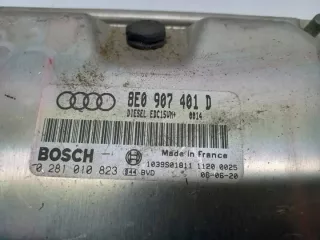 8E0 907 401 D
DIESEL EDC15VM+ 0014
BOSCH Made in France
1039S01811 1120 0025
0 281 010 823 BVD 00-06-20